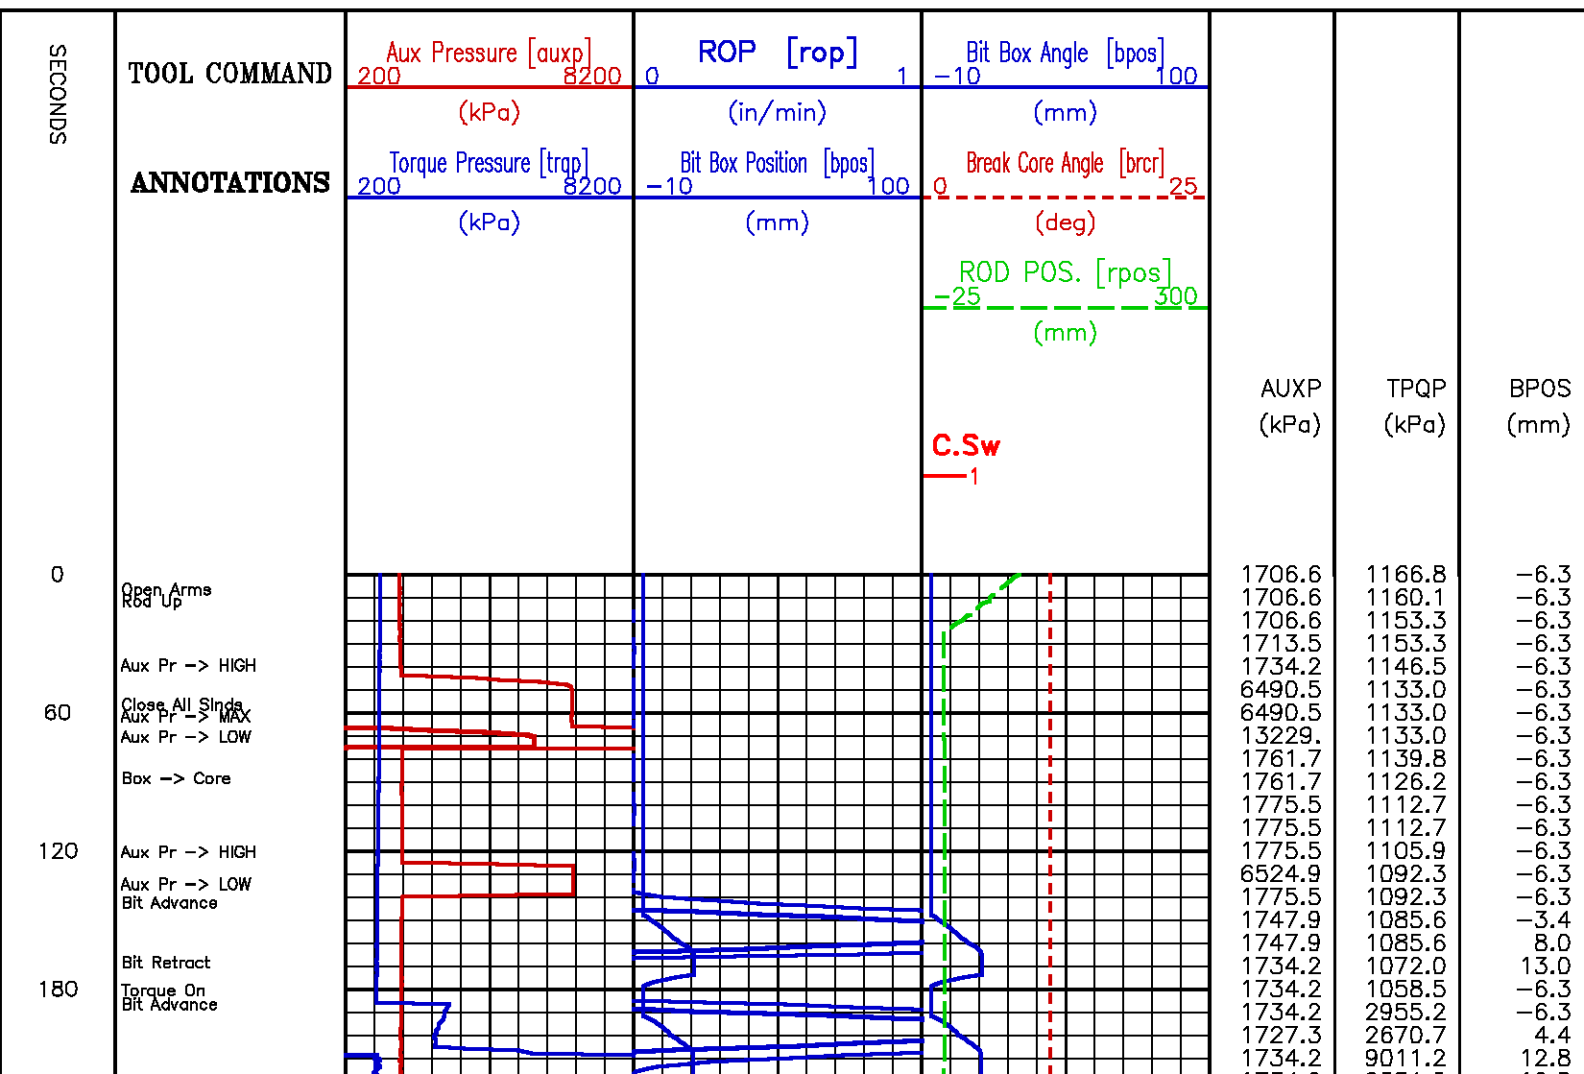 SECONDS
TOOL COMMAND
ANNOTATIONS
Aux Pressure [auxp]
200 8200
(kPa)
Torque Pressure [trqp]
200 8200
(kPa)
ROP [rop]
0 1
(in/min)
Bit Box Position [bpos]
-10 100
(mm)
Bit Box Angle [bpos]
-10 100
(mm)
Break Core Angle [brcr]
0 25
(deg)
ROD POS. [rpos]
-25 300
(mm)
C.Sw
1
AUXP TPQP BPOS
(kPa) (kPa) (mm)
0
Open Arms
Rod Up
Aux Pr -> HIGH
60
Close All Slnds
Aux Pr -> MAX
Aux Pr -> LOW
Box -> Core
120
Aux Pr -> HIGH
Aux Pr -> LOW
Bit Advance
Bit Retract
180
Torque On
Bit Advance
1706.6 1166.8 -6.3
1706.6 1160.1 -6.3
1706.6 1153.3 -6.3
1713.5 1153.3 -6.3
1734.2 1146.5 -6.3
6490.5 1133.0 -6.3
6490.5 1133.0 -6.3
13229. 1133.0 -6.3
1761.7 1139.8 -6.3
1761.7 1126.2 -6.3
1775.5 1112.7 -6.3
1775.5 1112.7 -6.3
1775.5 1105.9 -6.3
6524.9 1092.3 -6.3
1775.5 1092.3 -6.3
1747.9 1085.6 -3.4
1747.9 1085.6 8.0
1734.2 1072.0 13.0
1734.2 1058.5 -6.3
1734.2 2955.2 -6.3
1727.3 2670.7 4.4
1734.2 9011.2 12.8